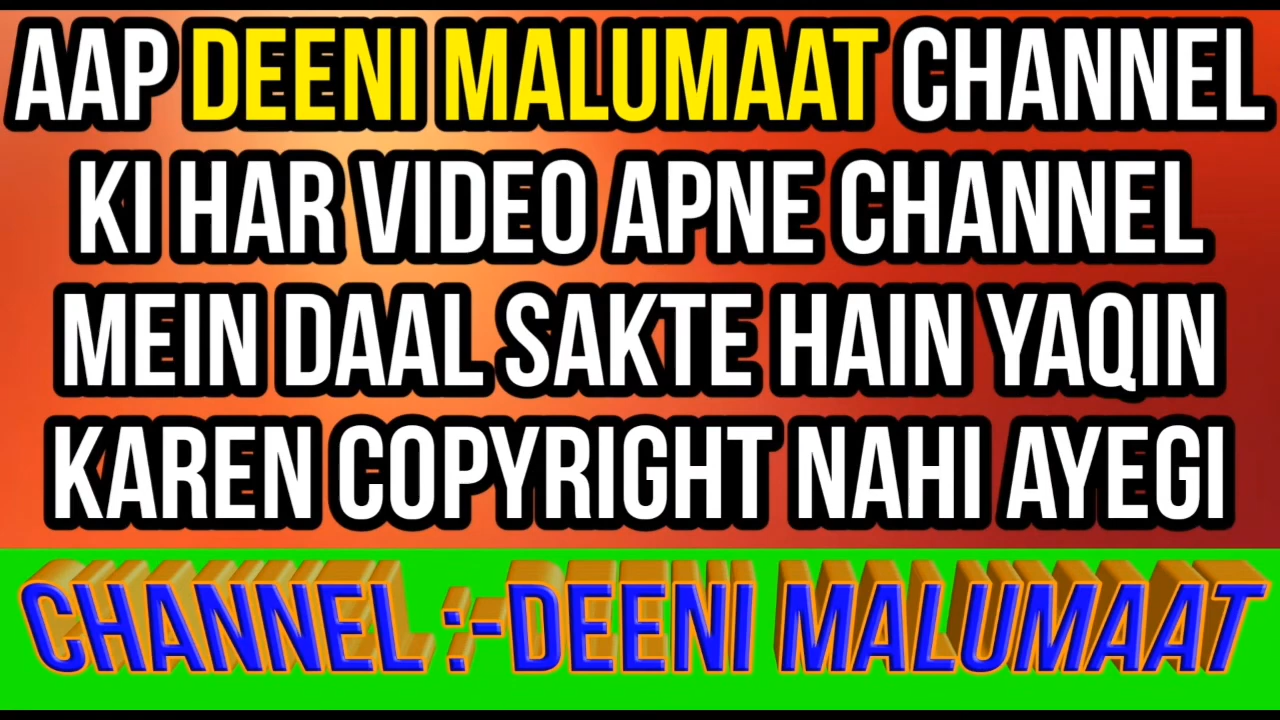 AAP DEENI MALUMAAT CHANNEL
KI HAR VIDEO APNE CHANNEL
MEIN DAAL SAKTE HAIN YAQIN
KAREN COPYRIGHT NAHI AYEGI
CHANNEL :-DEENI MALUMAAT